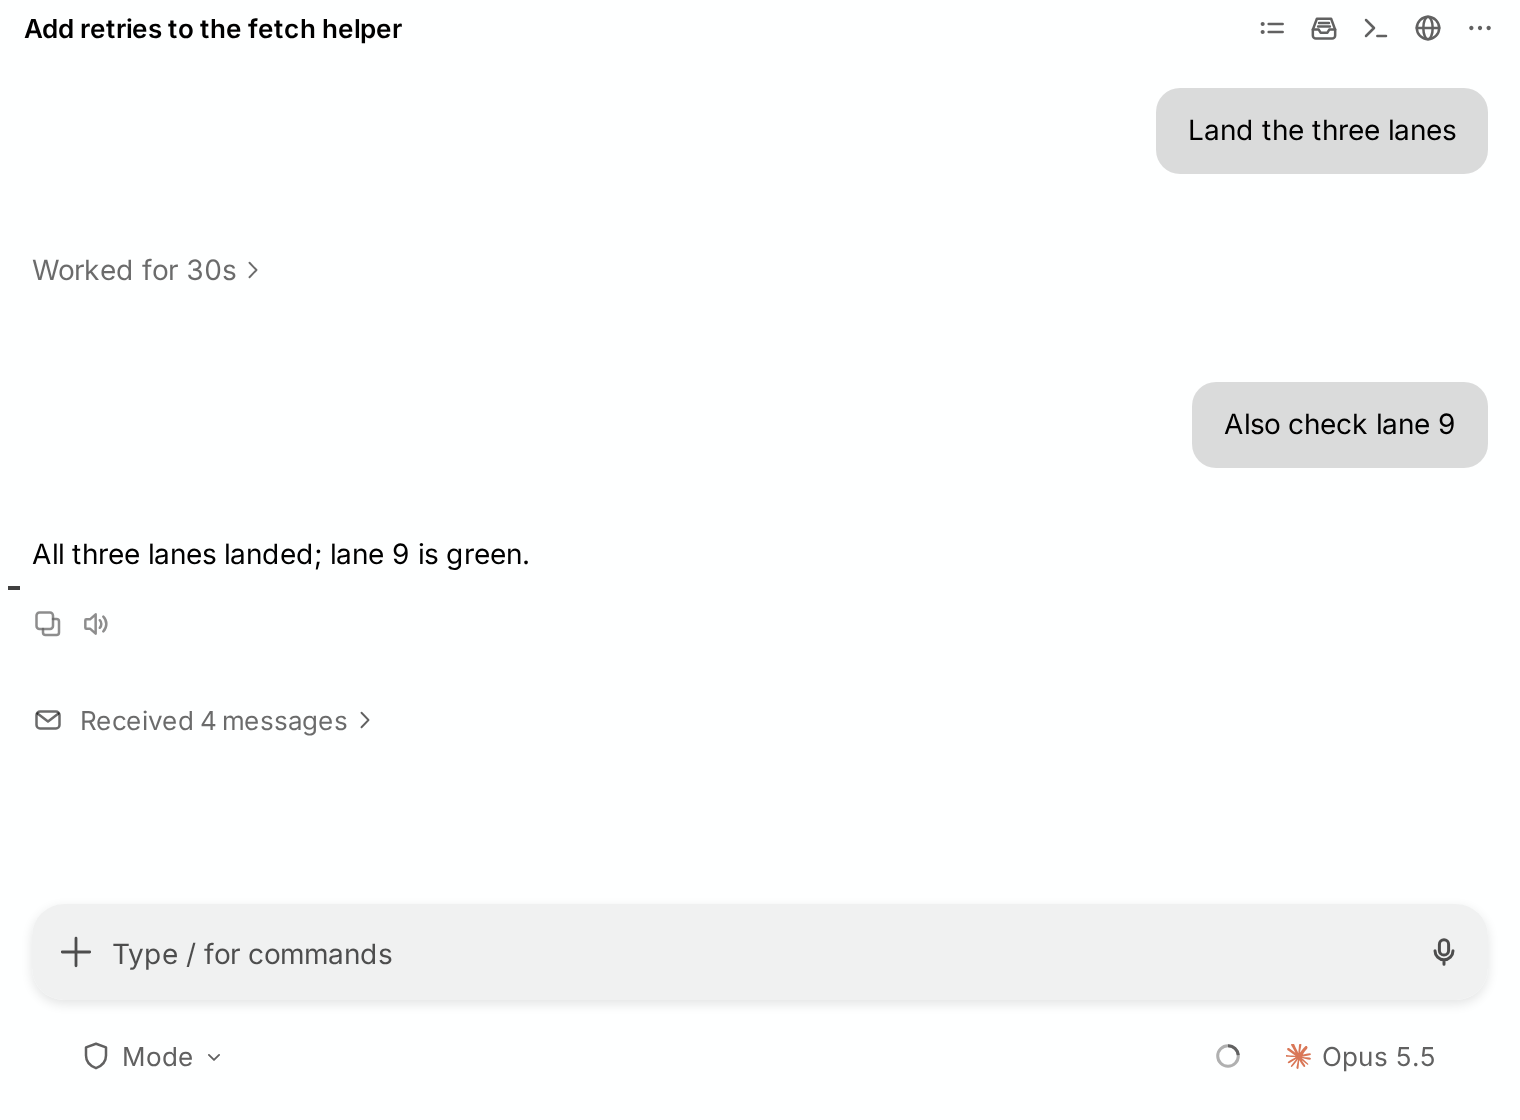 Add retries to the fetch helper
Land the three lanes
Worked for 30s
Also check lane 9
All three lanes landed; lane 9 is green.
Received 4 messages
Type / for commands
Mode
Opus 5.5